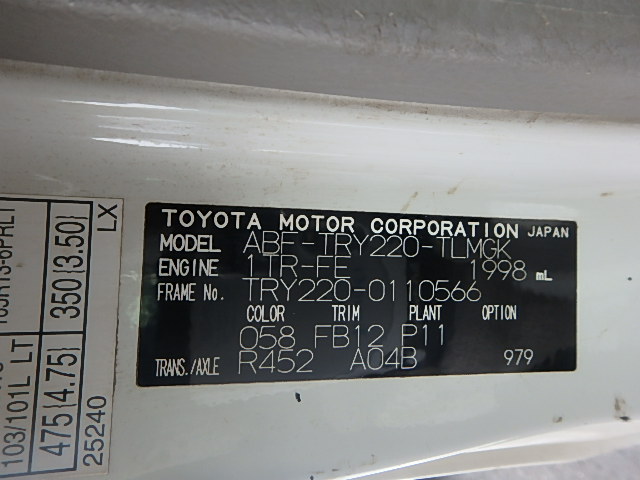 TOYOTA MOTOR CORPORATION JAPAN
MODEL ABF-TRY220-TLMGK
ENGINE 1TR-FE 1998 mL
FRAME No. TRY220-0110566
COLOR TRIM PLANT OPTION
058 FB12 P11
TRANS./AXLE R452 A04B 979
LT 350(3.50)
103/101L LT
475(4.75)
25240
LX